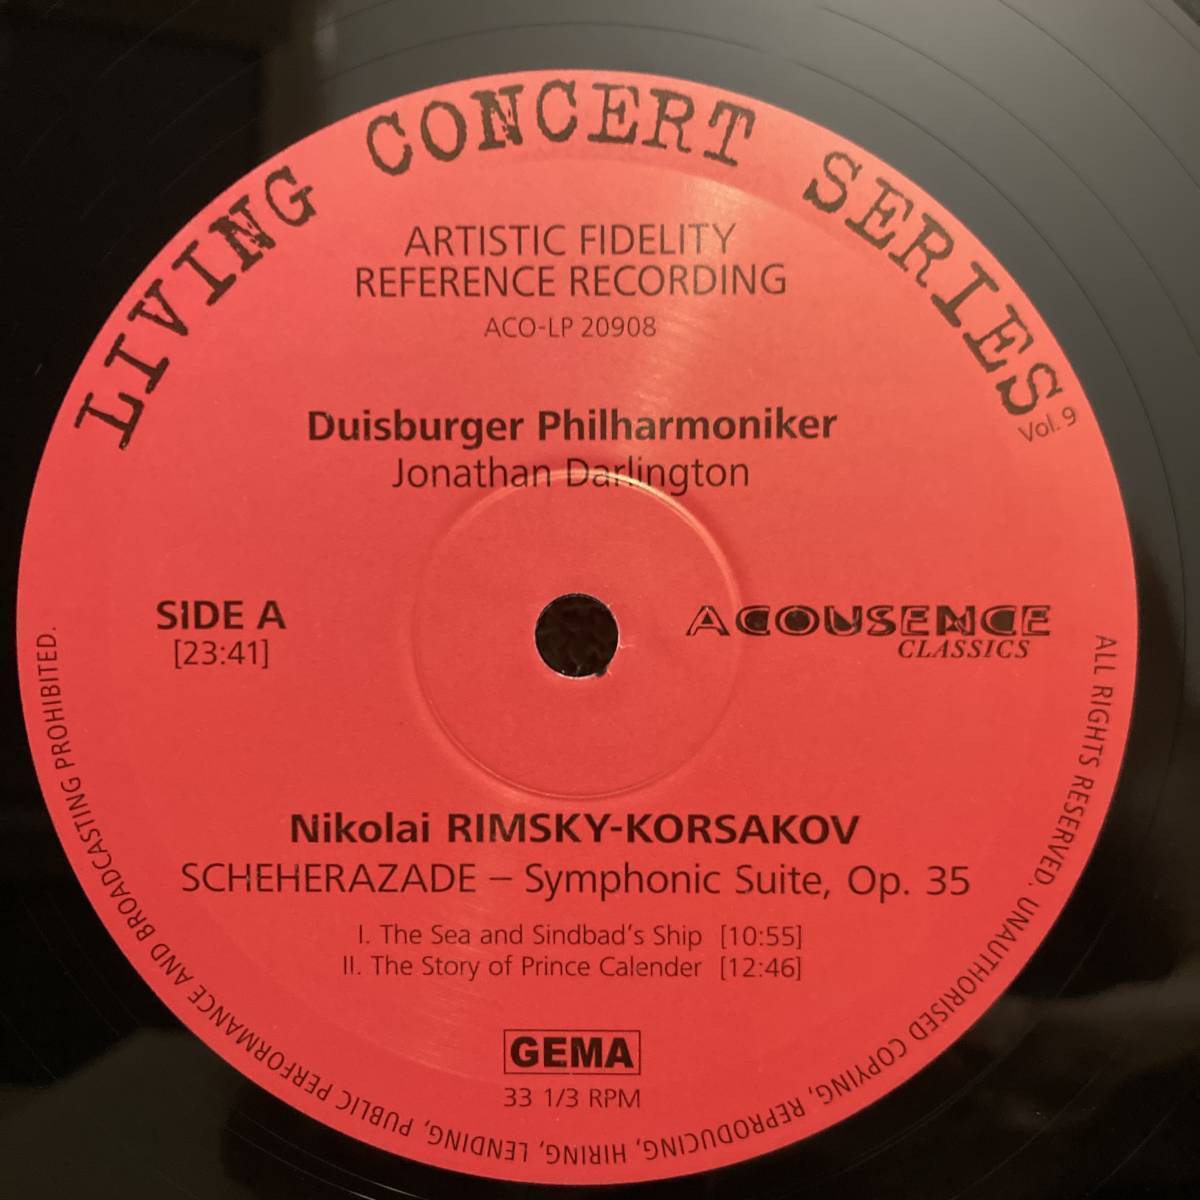 LIVING CONCERT SERIES
Vol. 9
ARTISTIC FIDELITY
REFERENCE RECORDING
ACO-LP 20908
Duisburger Philharmoniker
Jonathan Darlington
SIDE A
[23:41]
ACOUSENCE
CLASSICS
Nikolai RIMSKY-KORSAKOV
SCHEHERAZADE – Symphonic Suite, Op. 35
I. The Sea and Sindbad's Ship [10:55]
II. The Story of Prince Calender [12:46]
GEMA
33 1/3 RPM
ALL RIGHTS RESERVED. UNAUTHORISED COPYING, REPRODUCING, HIRING, LENDING, PUBLIC PERFORMANCE AND BROADCASTING PROHIBITED.